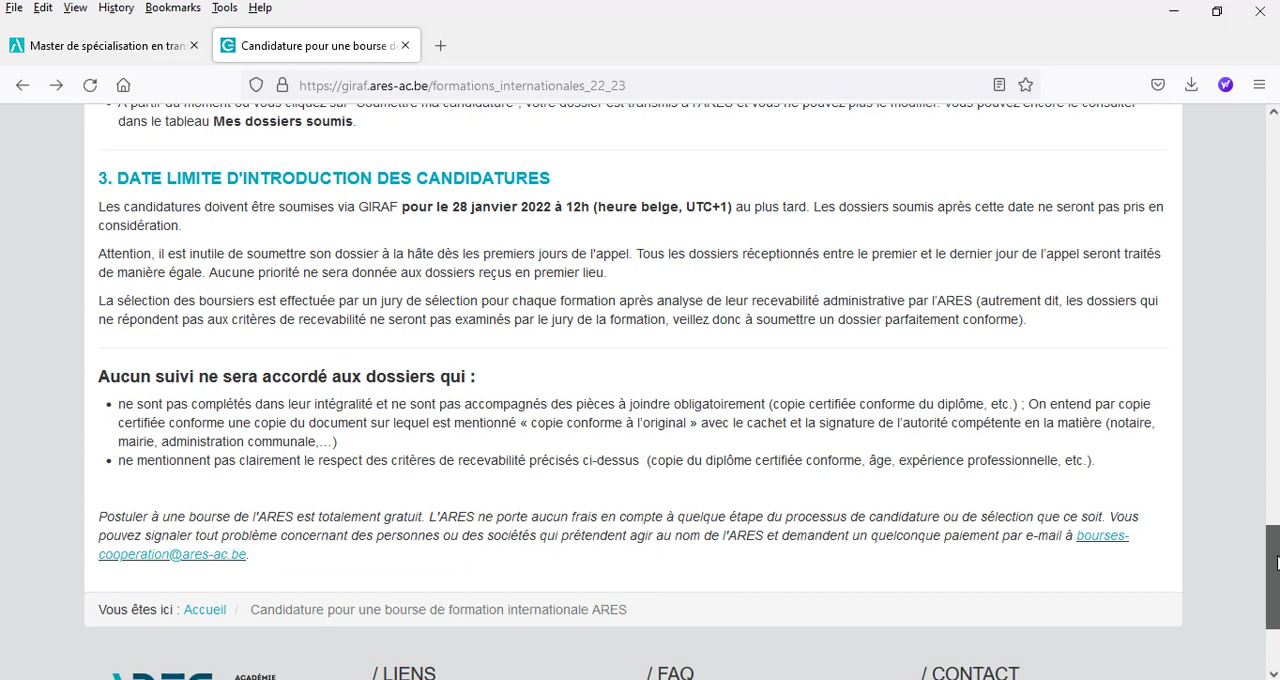 File Edit View History Bookmarks Tools Help
Master de spécialisation en tran
Candidature pour une bourse d
https://giraf.ares-ac.be/formations_internationales_22_23
A partir du moment où vous cliquez sur "Soumettre ma candidature", votre dossier est transmis à l'ARES et vous ne pouvez plus le modifier. Vous pouvez encore le consulter
dans le tableau Mes dossiers soumis.
3. DATE LIMITE D'INTRODUCTION DES CANDIDATURES
Les candidatures doivent être soumises via GIRAF pour le 28 janvier 2022 à 12h (heure belge, UTC+1) au plus tard. Les dossiers soumis après cette date ne seront pas pris en
considération.
Attention, il est inutile de soumettre son dossier à la hâte dès les premiers jours de l'appel. Tous les dossiers réceptionnés entre le premier et le dernier jour de l'appel seront traités
de manière égale. Aucune priorité ne sera donnée aux dossiers reçus en premier lieu.
La sélection des boursiers est effectuée par un jury de sélection pour chaque formation après analyse de leur recevabilité administrative par l'ARES (autrement dit, les dossiers qui
ne répondent pas aux critères de recevabilité ne seront pas examinés par le jury de la formation, veillez donc à soumettre un dossier parfaitement conforme).
Aucun suivi ne sera accordé aux dossiers qui :
ne sont pas complétés dans leur intégralité et ne sont pas accompagnés des pièces à joindre obligatoirement (copie certifiée conforme du diplôme, etc.) ; On entend par copie
certifiée conforme une copie du document sur lequel est mentionné « copie conforme à l'original » avec le cachet et la signature de l'autorité compétente en la matière (notaire,
mairie, administration communale,...)
ne mentionnent pas clairement le respect des critères de recevabilité précisés ci-dessus (copie du diplôme certifiée conforme, âge, expérience professionnelle, etc.).
Postuler à une bourse de l'ARES est totalement gratuit. L'ARES ne porte aucun frais en compte à quelque étape du processus de candidature ou de sélection que ce soit. Vous
pouvez signaler tout problème concernant des personnes ou des sociétés qui prétendent agir au nom de l'ARES et demandent un quelconque paiement par e-mail à bourses-
cooperation@ares-ac.be.
Vous êtes ici : Accueil / Candidature pour une bourse de formation internationale ARES
ARES ACADÉMIE / LIENS / FAQ / CONTACT